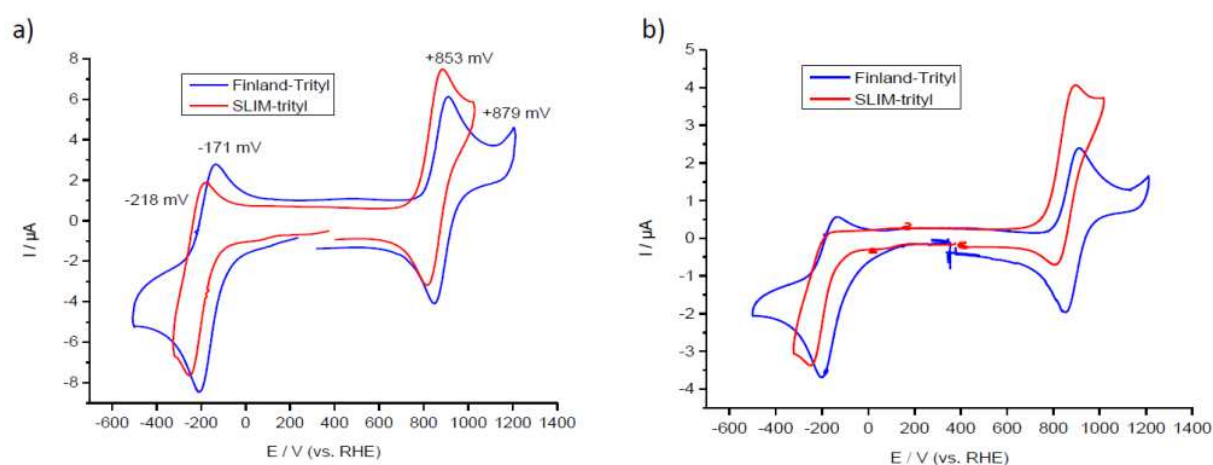 a)
8
6
4
2
0
-2
-4
-6
-8
I / µA
-600 -400 -200 0 200 400 600 800 1000 1200 1400
E / V (vs. RHE)
Finland-Trityl
SLIM-trityl
+853 mV
+879 mV
-171 mV
-218 mV
b)
5
4
3
2
1
0
-1
-2
-3
-4
I / µA
-600 -400 -200 0 200 400 600 800 1000 1200 1400
E / V (vs. RHE)
Finland-Trityl
SLIM-trityl